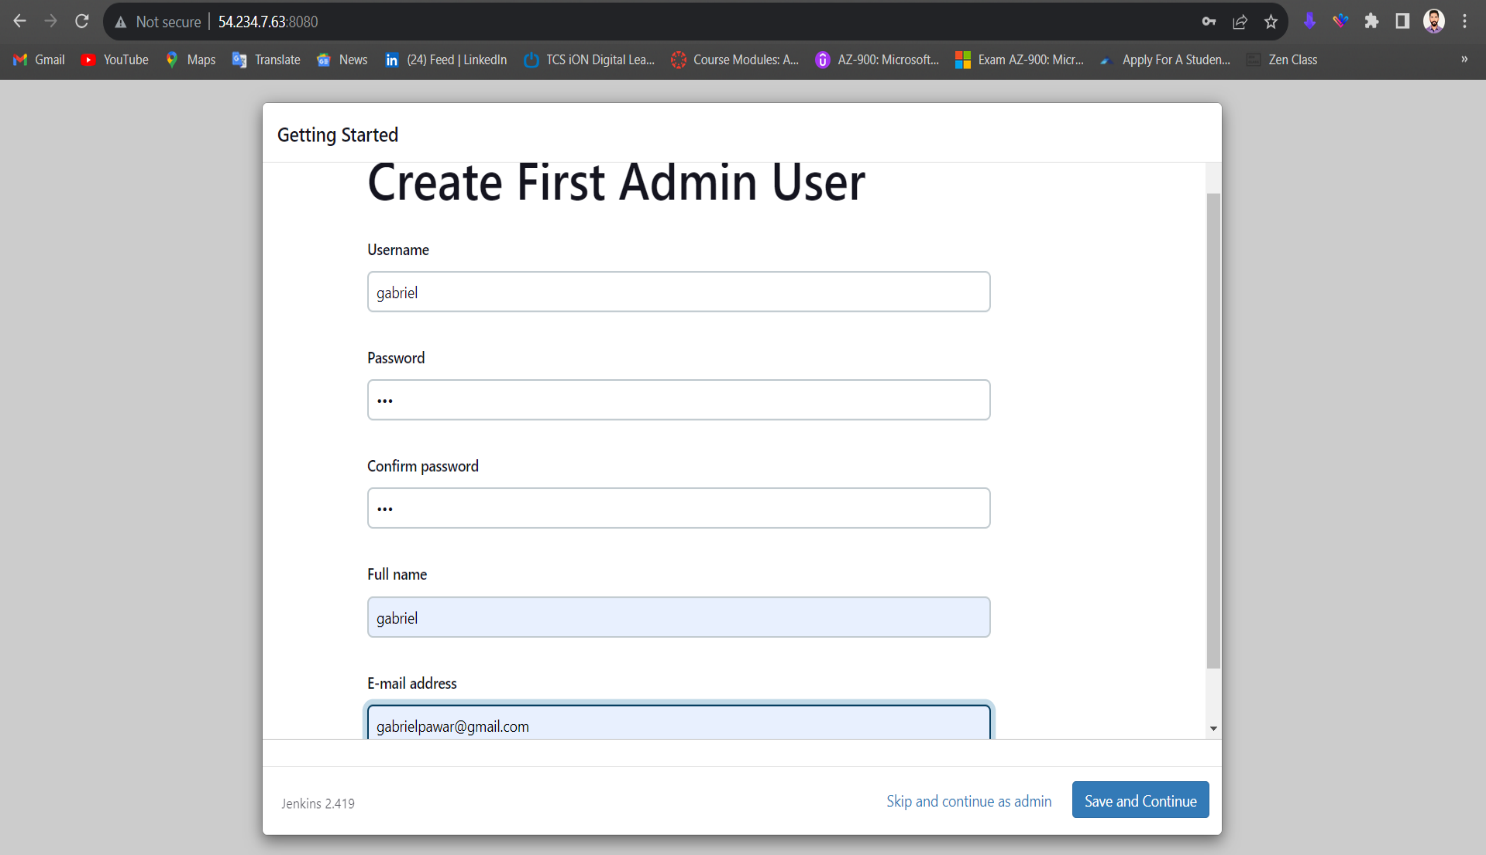 Not secure | 54.234.7.63:8080
Gmail YouTube Maps Translate News (24) Feed | LinkedIn TCS iON Digital Lea... Course Modules: A... AZ-900: Microsoft... Exam AZ-900: Micr... Apply For A Studen... Zen Class »
Getting Started
Create First Admin User
Username
gabriel
Password
•••
Confirm password
•••
Full name
gabriel
E-mail address
gabrielpawar@gmail.com
Jenkins 2.419
Skip and continue as admin Save and Continue